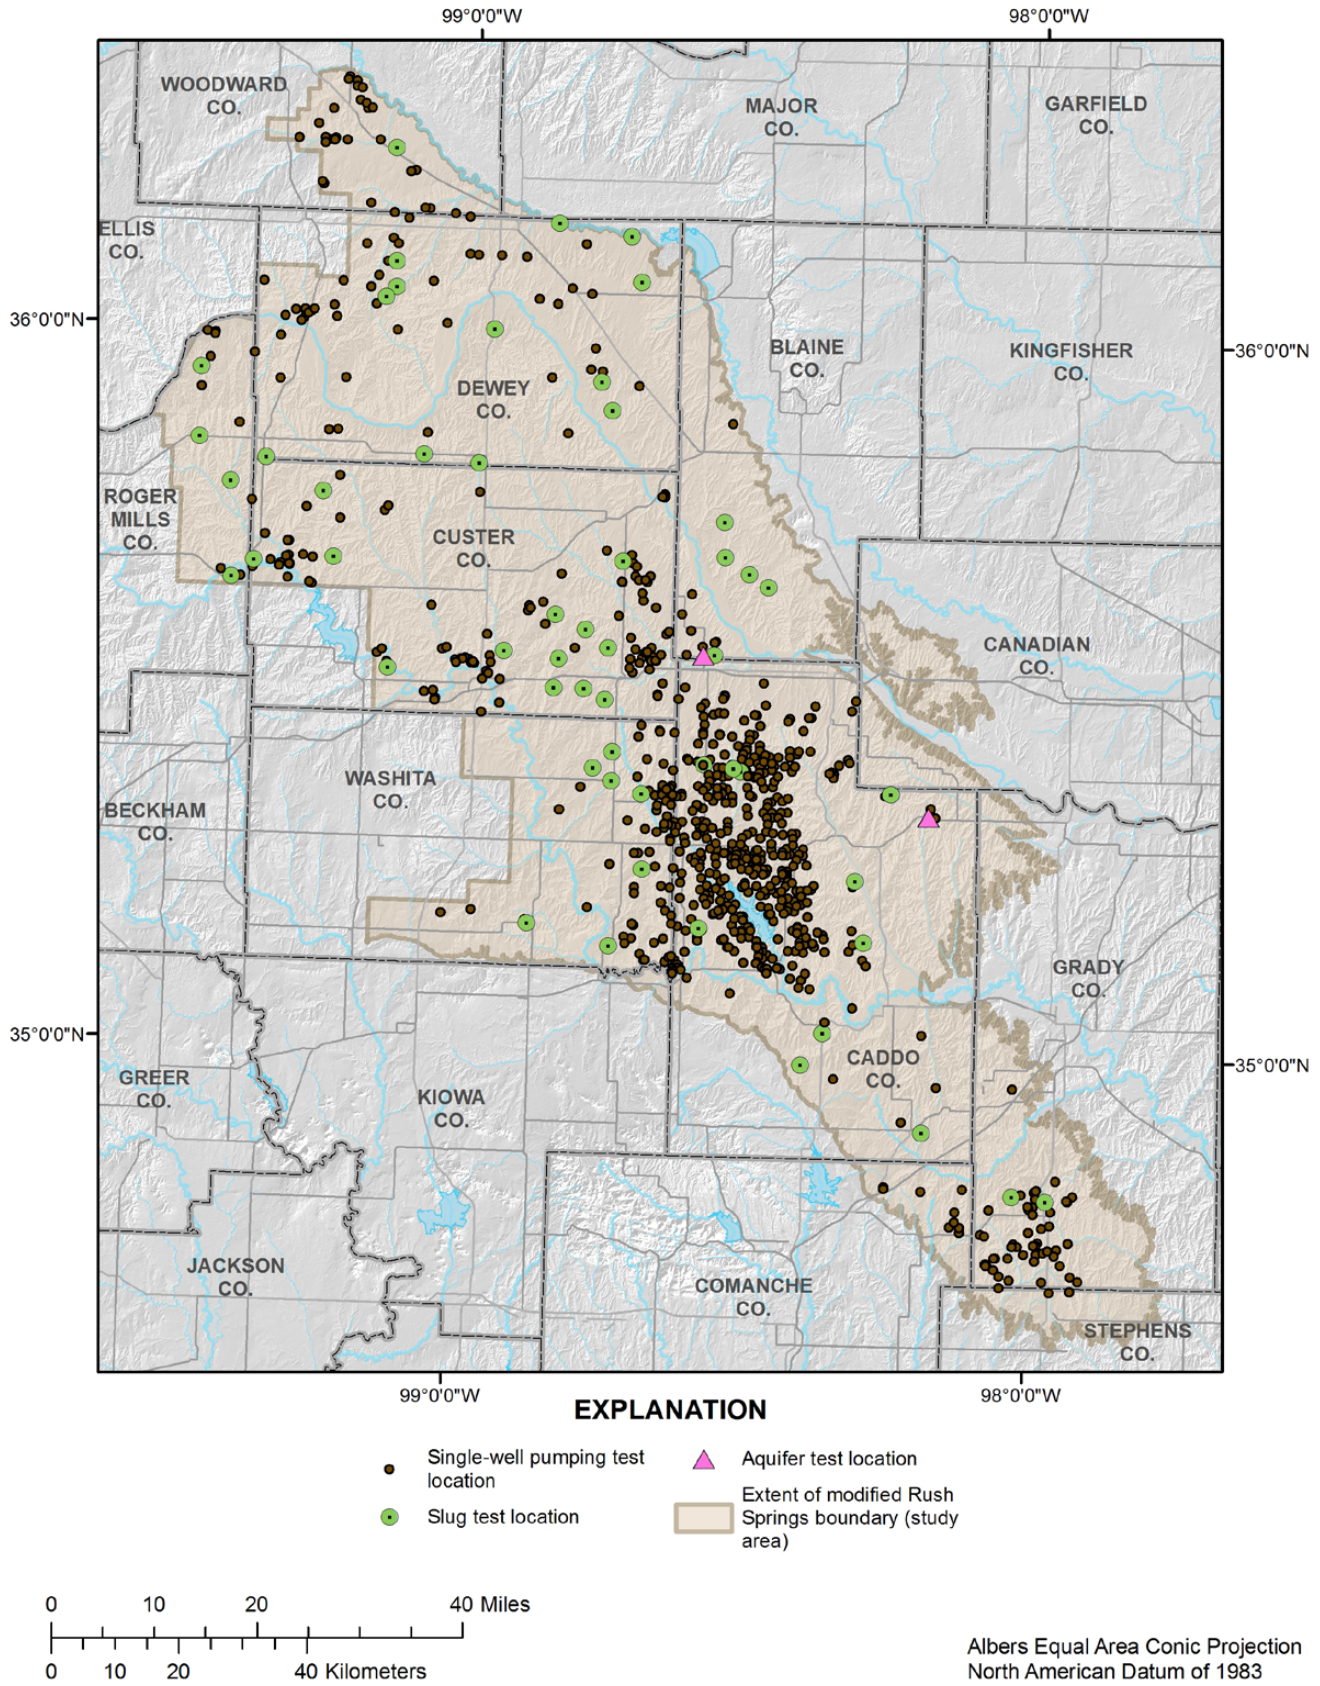 99°0'0"W
98°0'0"W
WOODWARD
CO.
MAJOR
CO.
GARFIELD
CO.
ELLIS
CO.
36°0'0"N
BLAINE
CO.
KINGFISHER
CO.
36°0'0"N
DEWEY
CO.
ROGER
MILLS
CO.
CUSTER
CO.
CANADIAN
CO.
WASHITA
CO.
BECKHAM
CO.
GRADY
CO.
35°0'0"N
CADDO
CO.
35°0'0"N
GREER
CO.
KIOWA
CO.
JACKSON
CO.
COMANCHE
CO.
STEPHENS
CO.
99°0'0"W
98°0'0"W
EXPLANATION
Single-well pumping test
location
Slug test location
Aquifer test location
Extent of modified Rush
Springs boundary (study
area)
0 10 20 40 Miles
0 10 20 40 Kilometers
Albers Equal Area Conic Projection
North American Datum of 1983